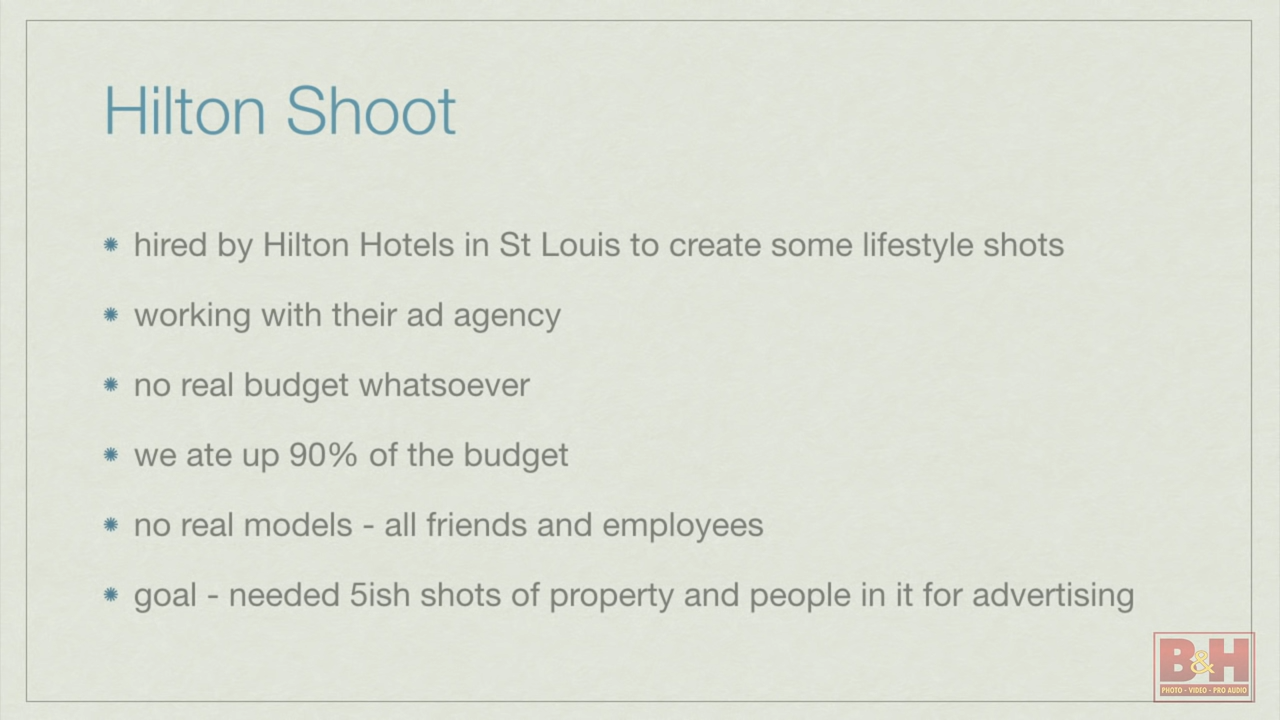 Hilton Shoot
hired by Hilton Hotels in St Louis to create some lifestyle shots
working with their ad agency
no real budget whatsoever
we ate up 90% of the budget
no real models - all friends and employees
goal - needed 5ish shots of property and people in it for advertising
B&H
PHOTO - VIDEO - PRO AUDIO